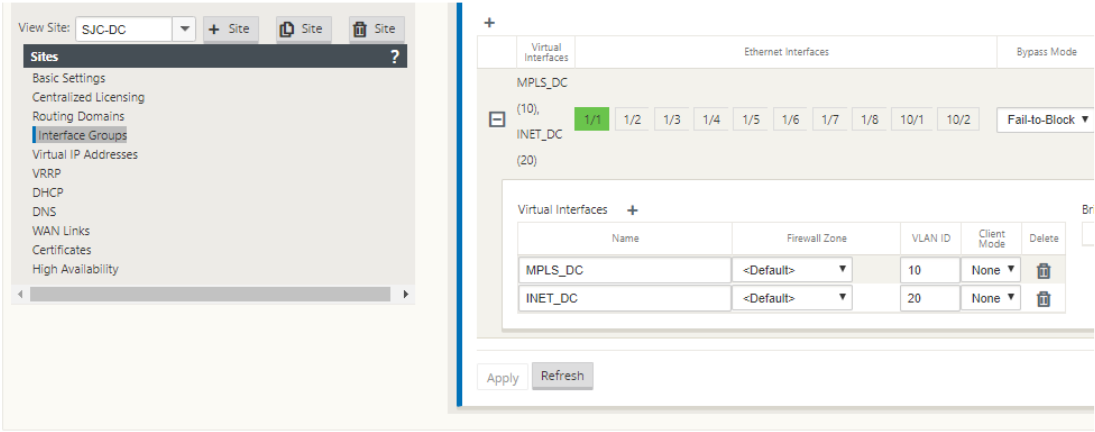 View Site: SJC-DC + Site Site Site
Sites ?
Basic Settings
Centralized Licensing
Routing Domains
Interface Groups
Virtual IP Addresses
VRRP
DHCP
DNS
WAN Links
Certificates
High Availability
+
Virtual Interfaces Ethernet Interfaces Bypass Mode
MPLS_DC
(10),
INET_DC
(20)
1/1 1/2 1/3 1/4 1/5 1/6 1/7 1/8 10/1 10/2 Fail-to-Block
Virtual Interfaces + Bri
Name Firewall Zone VLAN ID Client Mode Delete
MPLS_DC <Default> 10 None
INET_DC <Default> 20 None
Apply Refresh